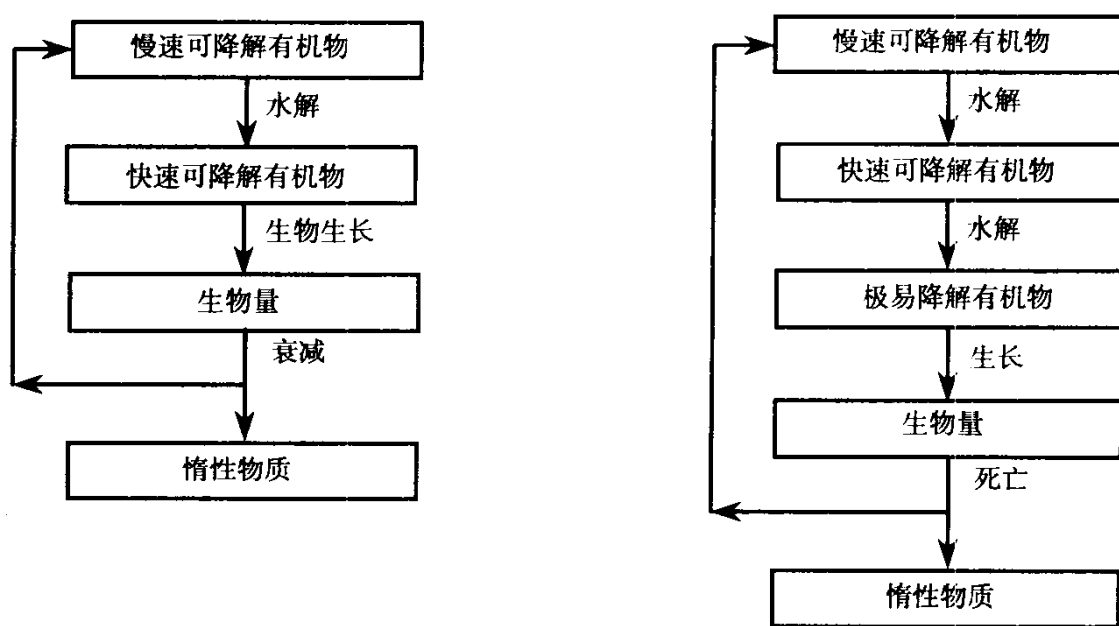 慢速可降解有机物
水解
快速可降解有机物
生物生长
生物量
衰减
惰性物质
慢速可降解有机物
水解
快速可降解有机物
水解
极易降解有机物
生长
生物量
死亡
惰性物质